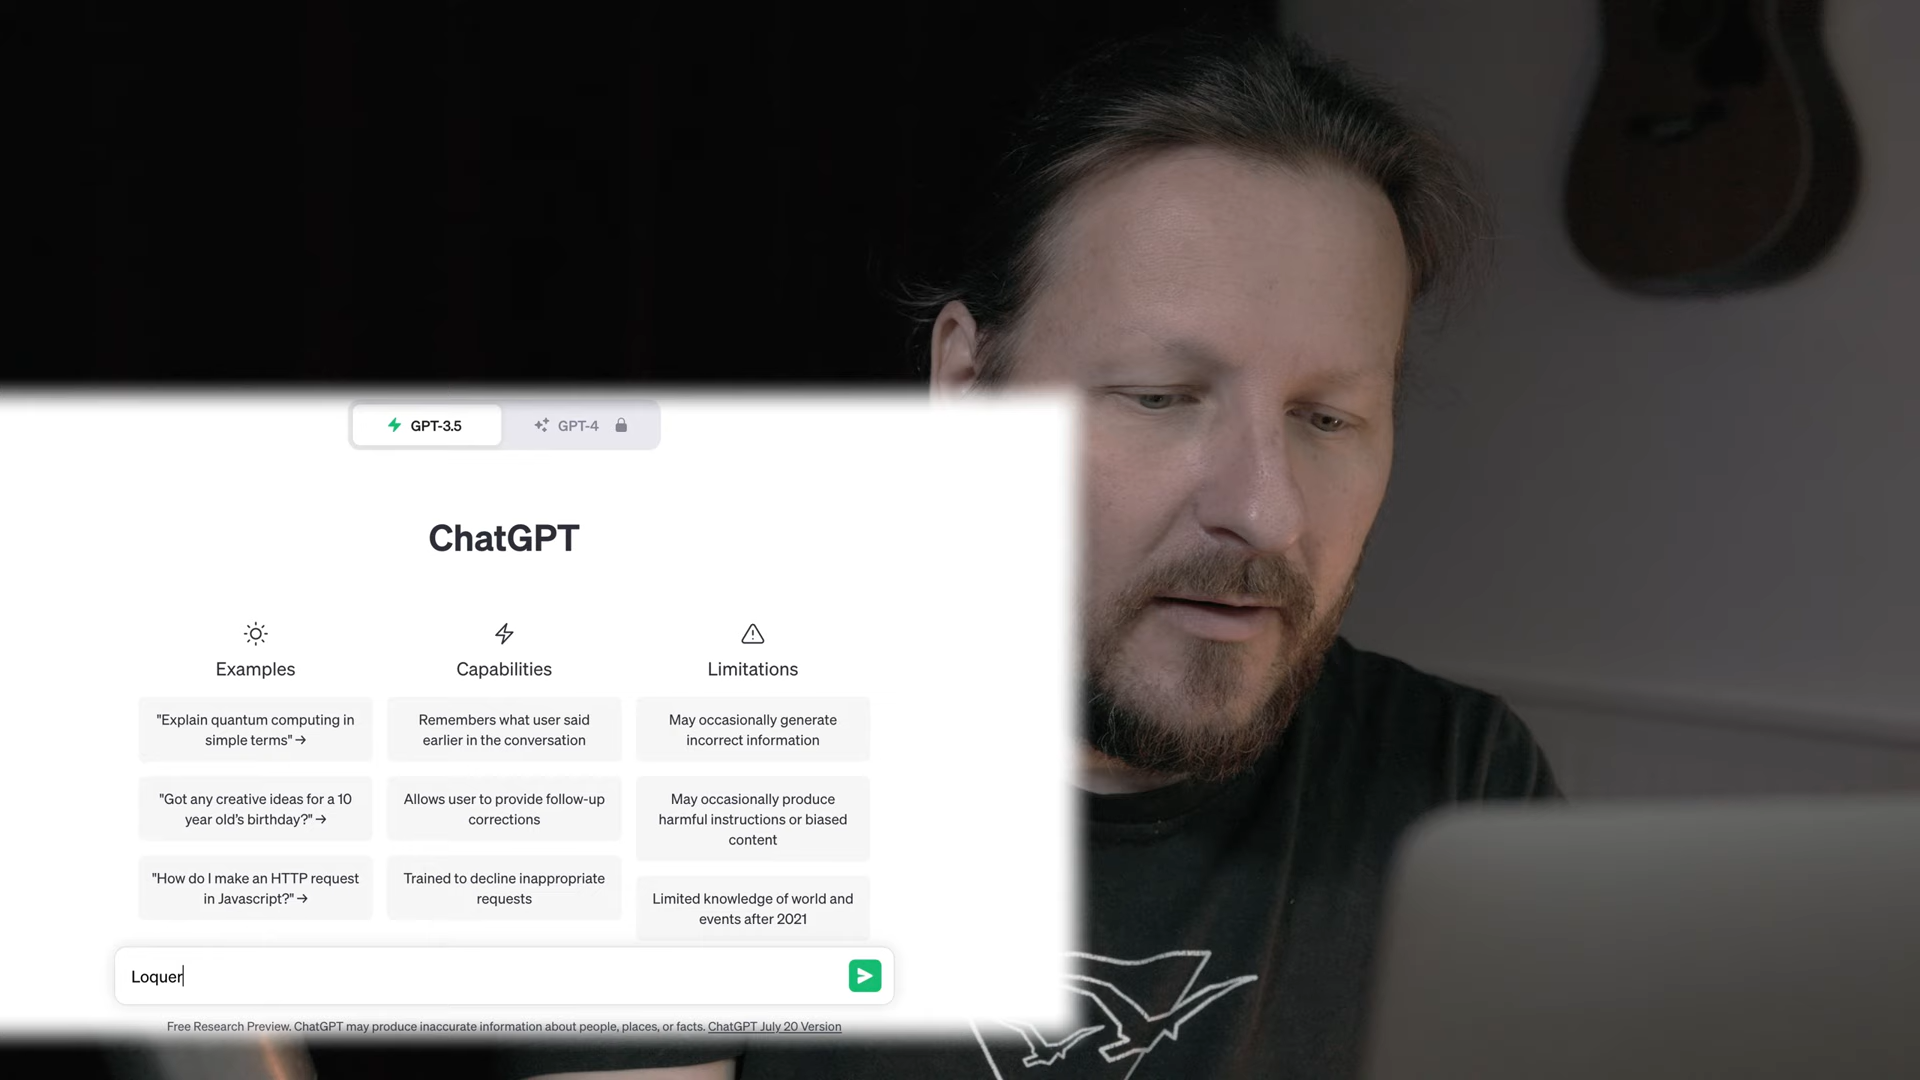 GPT-3.5
GPT-4
ChatGPT
Examples
"Explain quantum computing in
simple terms" →
"Got any creative ideas for a 10
year old's birthday?" →
"How do I make an HTTP request
in Javascript?" →
Capabilities
Remembers what user said
earlier in the conversation
Allows user to provide follow-up
corrections
Trained to decline inappropriate
requests
Limitations
May occasionally generate
incorrect information
May occasionally produce
harmful instructions or biased
content
Limited knowledge of world and
events after 2021
Loquer
Free Research Preview. ChatGPT may produce inaccurate information about people, places, or facts. ChatGPT July 20 Version